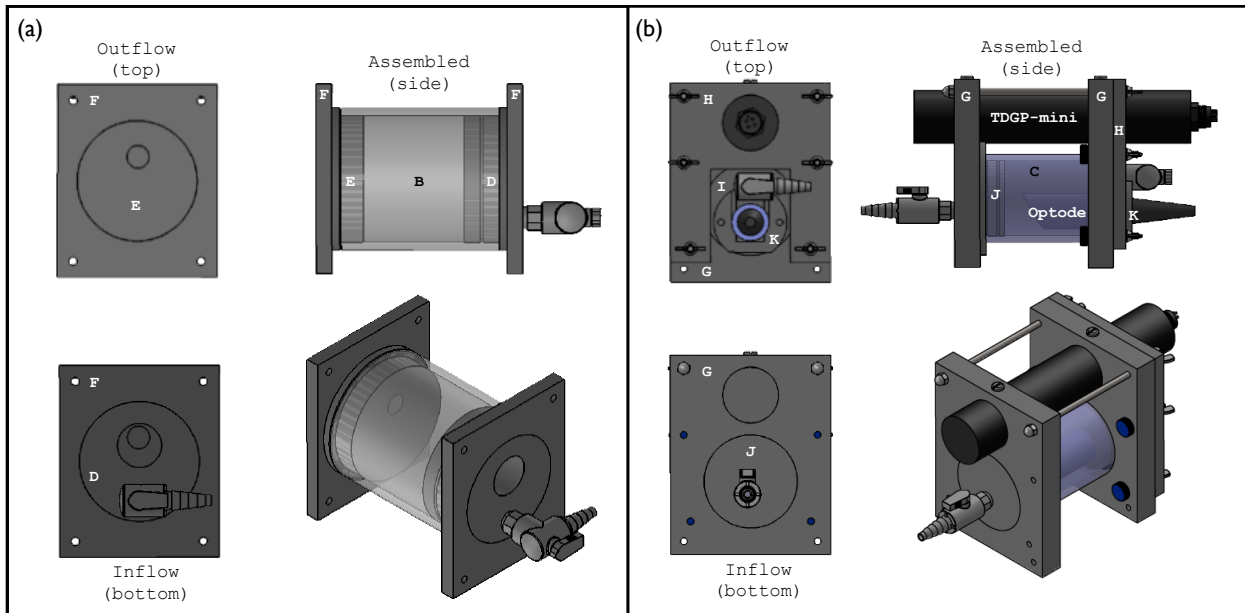 (a)
Outflow
(top)
Assembled
(side)
F
E
F
F
E
B
D
F
D
Inflow
(bottom)
(b)
Outflow
(top)
Assembled
(side)
H
I
K
G
G
G
H
TDGP-mini
C
J
Optode
K
G
J
Inflow
(bottom)